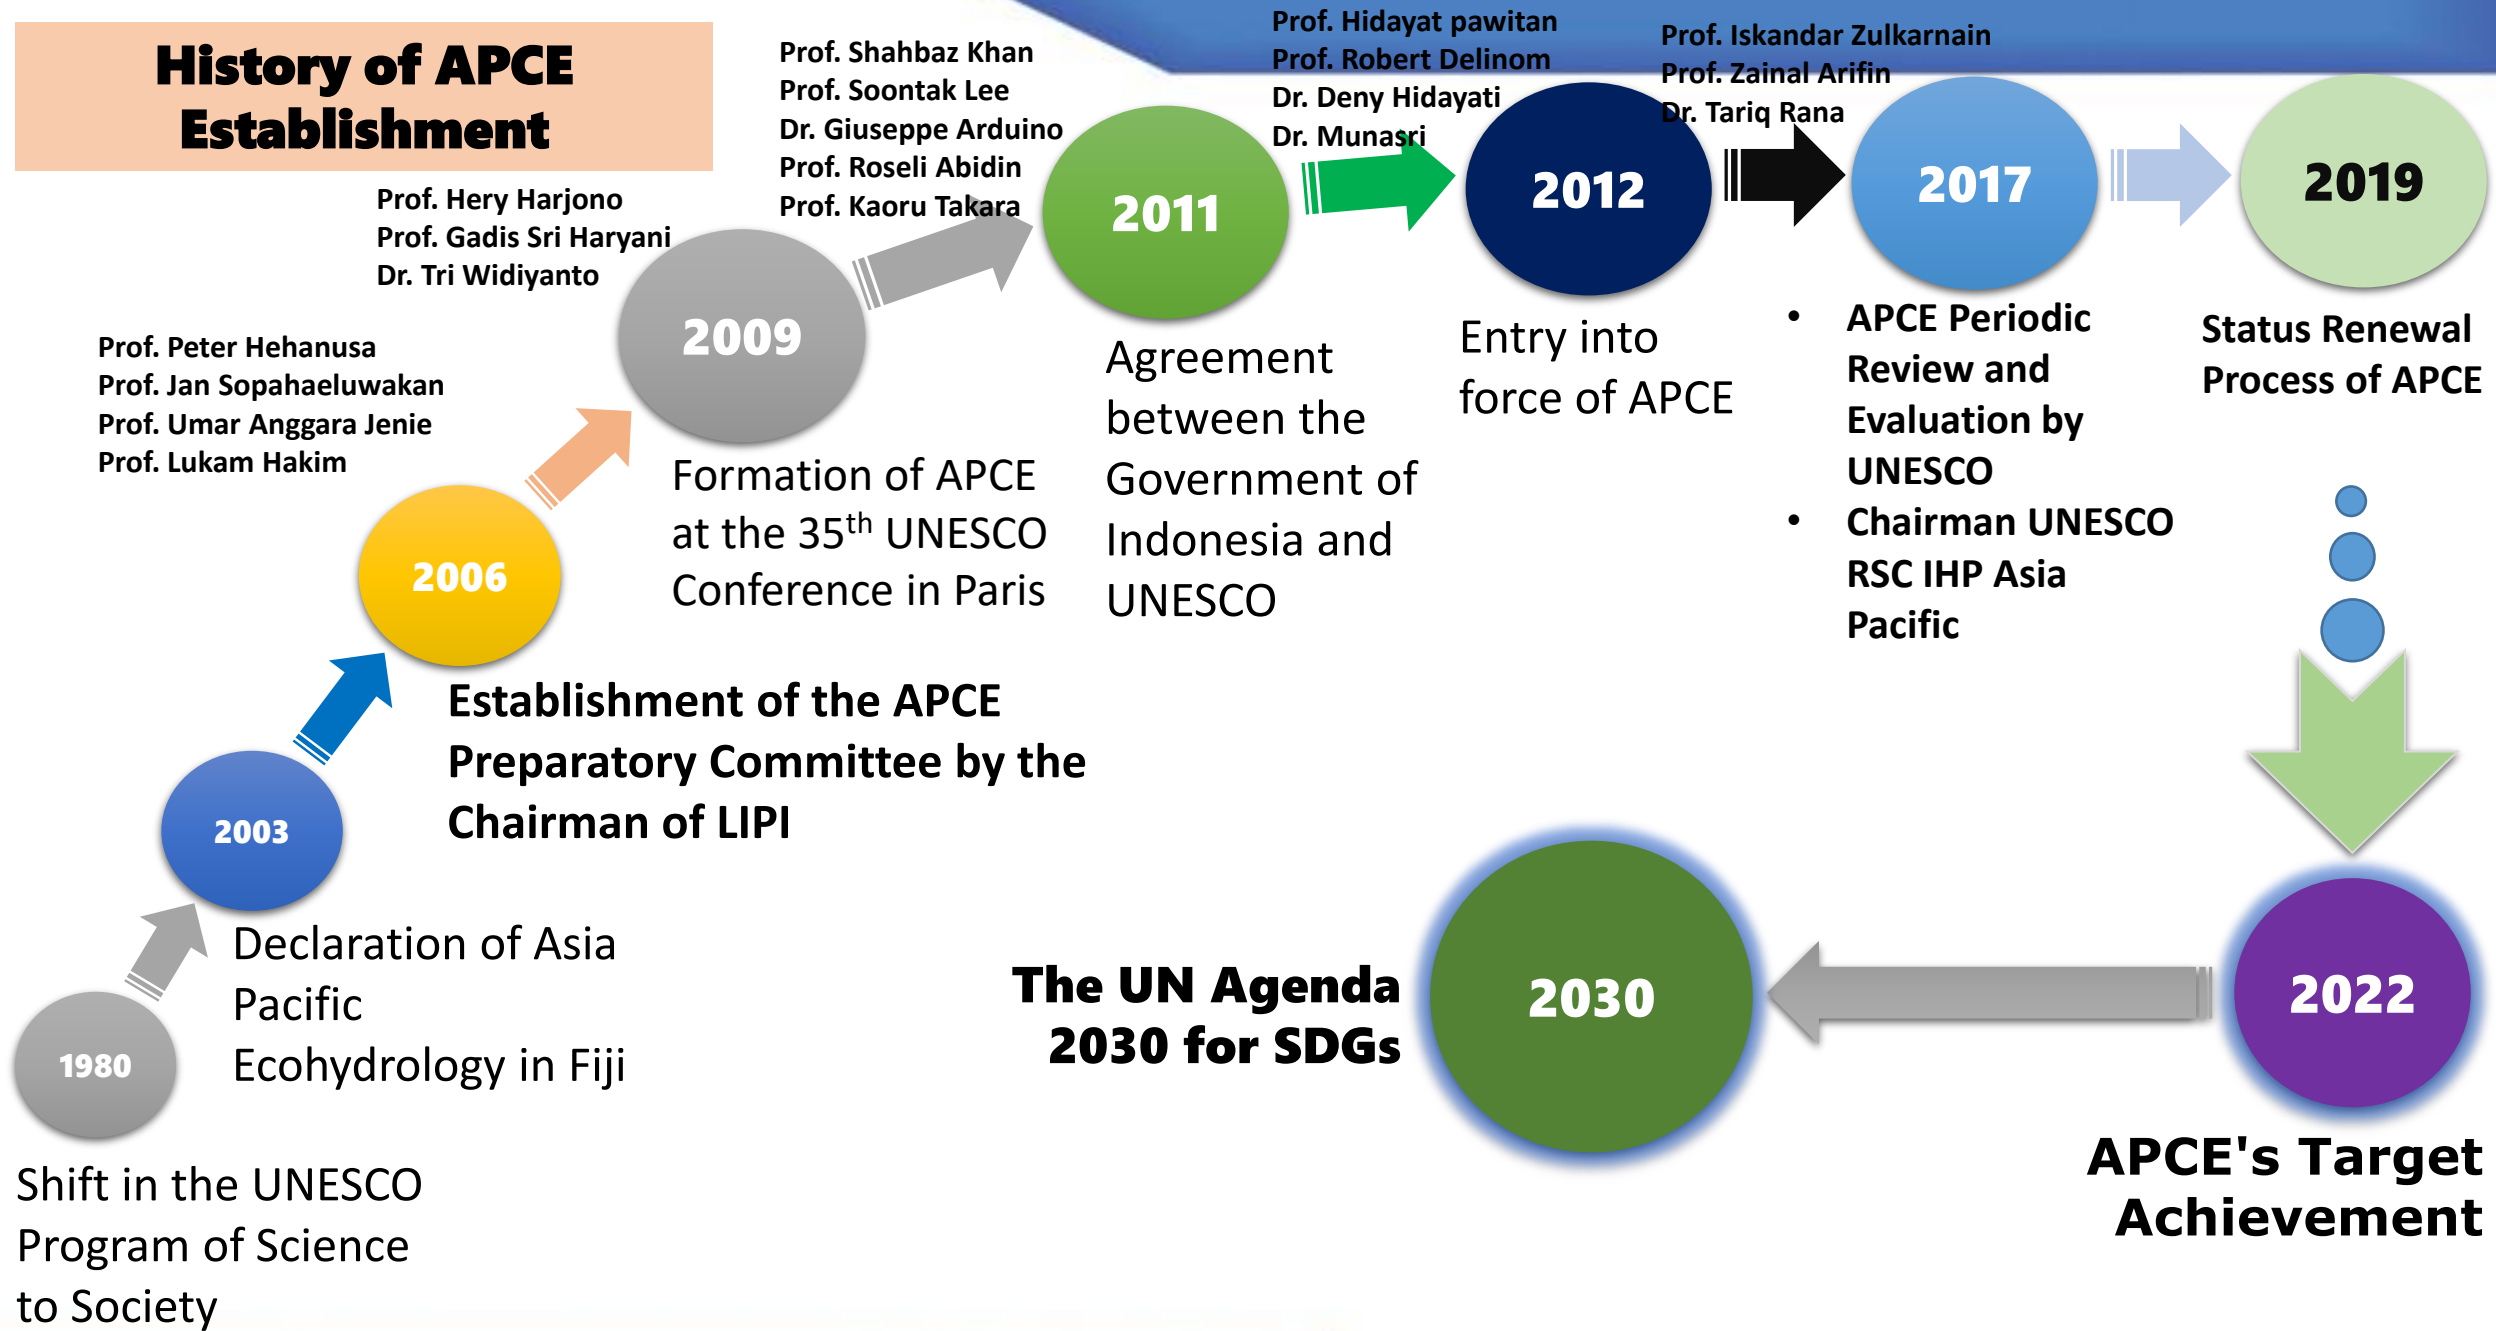 History of APCE
Establishment
1980
Shift in the UNESCO
Program of Science
to Society
2003
Declaration of Asia
Pacific
Ecohydrology in Fiji
Prof. Peter Hehanusa
Prof. Jan Sopahaeluwakan
Prof. Umar Anggara Jenie
Prof. Lukam Hakim
2006
Establishment of the APCE
Preparatory Committee by the
Chairman of LIPI
Prof. Hery Harjono
Prof. Gadis Sri Haryani
Dr. Tri Widiyanto
2009
Formation of APCE
at the 35th UNESCO
Conference in Paris
Prof. Shahbaz Khan
Prof. Soontak Lee
Dr. Giuseppe Arduino
Prof. Roseli Abidin
Prof. Kaoru Takara
2011
Agreement
between the
Government of
Indonesia and
UNESCO
Prof. Hidayat pawitan
Prof. Robert Delinom
Dr. Deny Hidayati
Dr. Munasri
2012
Entry into
force of APCE
Prof. Iskandar Zulkarnain
Prof. Zainal Arifin
Dr. Tariq Rana
2017
• APCE Periodic
Review and
Evaluation by
UNESCO
• Chairman UNESCO
RSC IHP Asia
Pacific
2019
Status Renewal
Process of APCE
2022
APCE's Target
Achievement
2030
The UN Agenda
2030 for SDGs